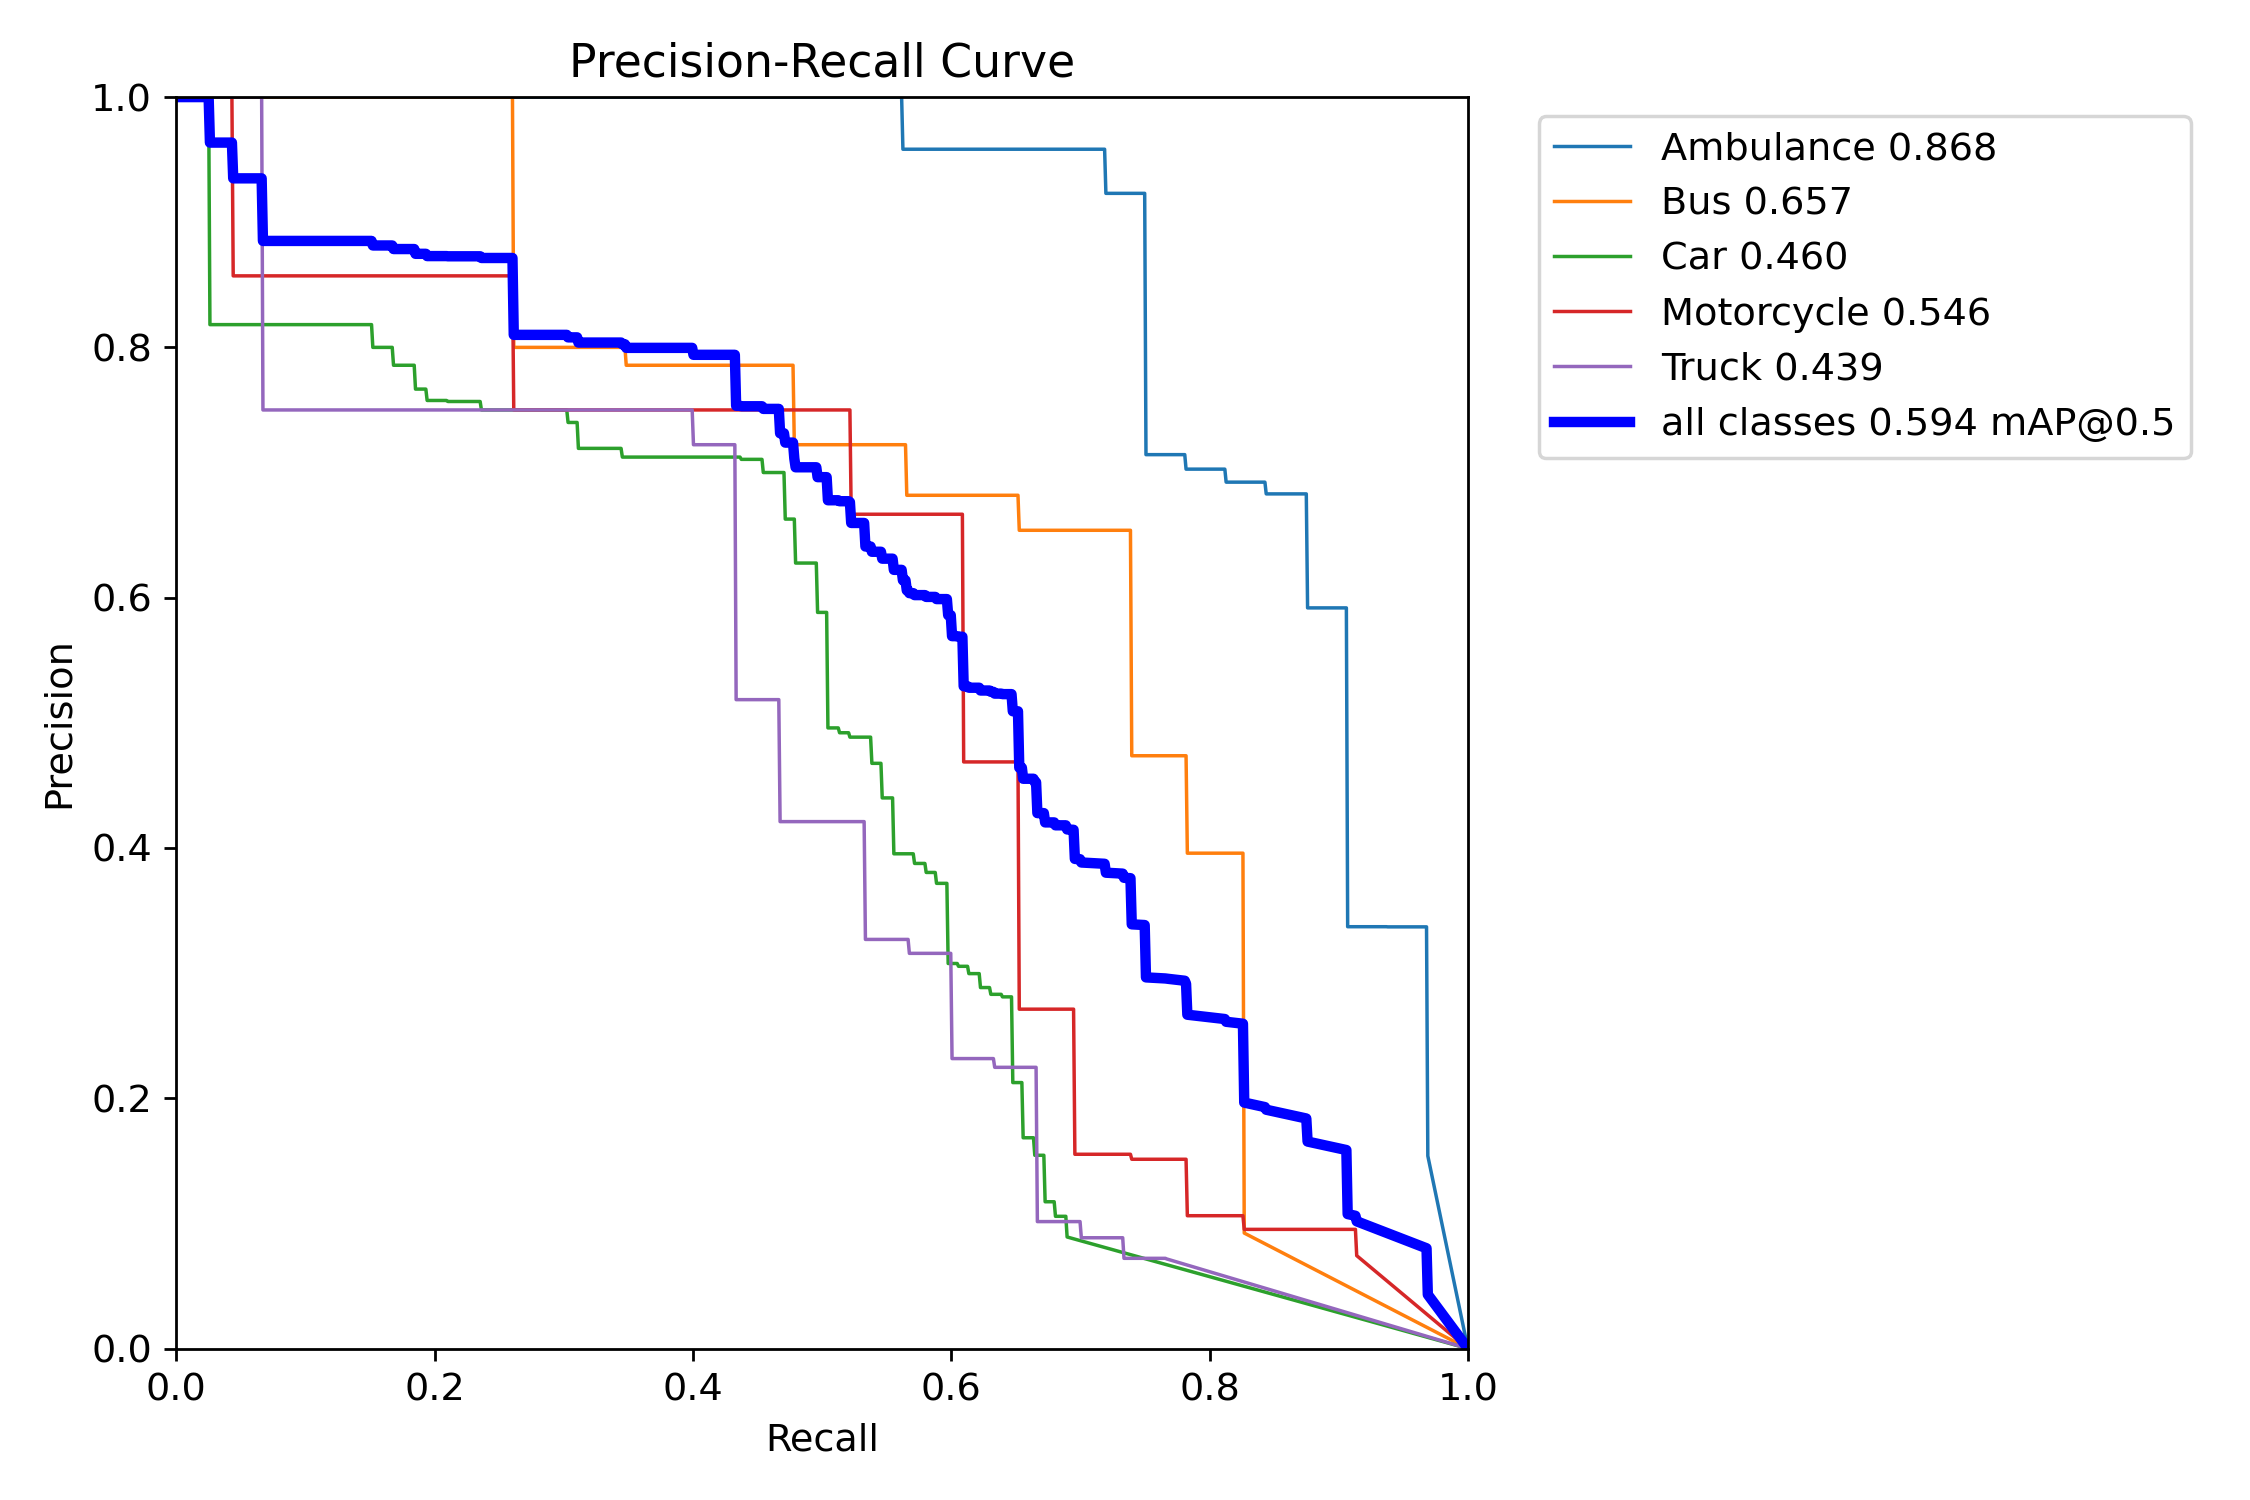 Precision-Recall Curve
1.0
0.8
0.6
0.4
0.2
0.0
Precision
0.0 0.2 0.4 0.6 0.8 1.0
Recall
Ambulance 0.868
Bus 0.657
Car 0.460
Motorcycle 0.546
Truck 0.439
all classes 0.594 mAP@0.5